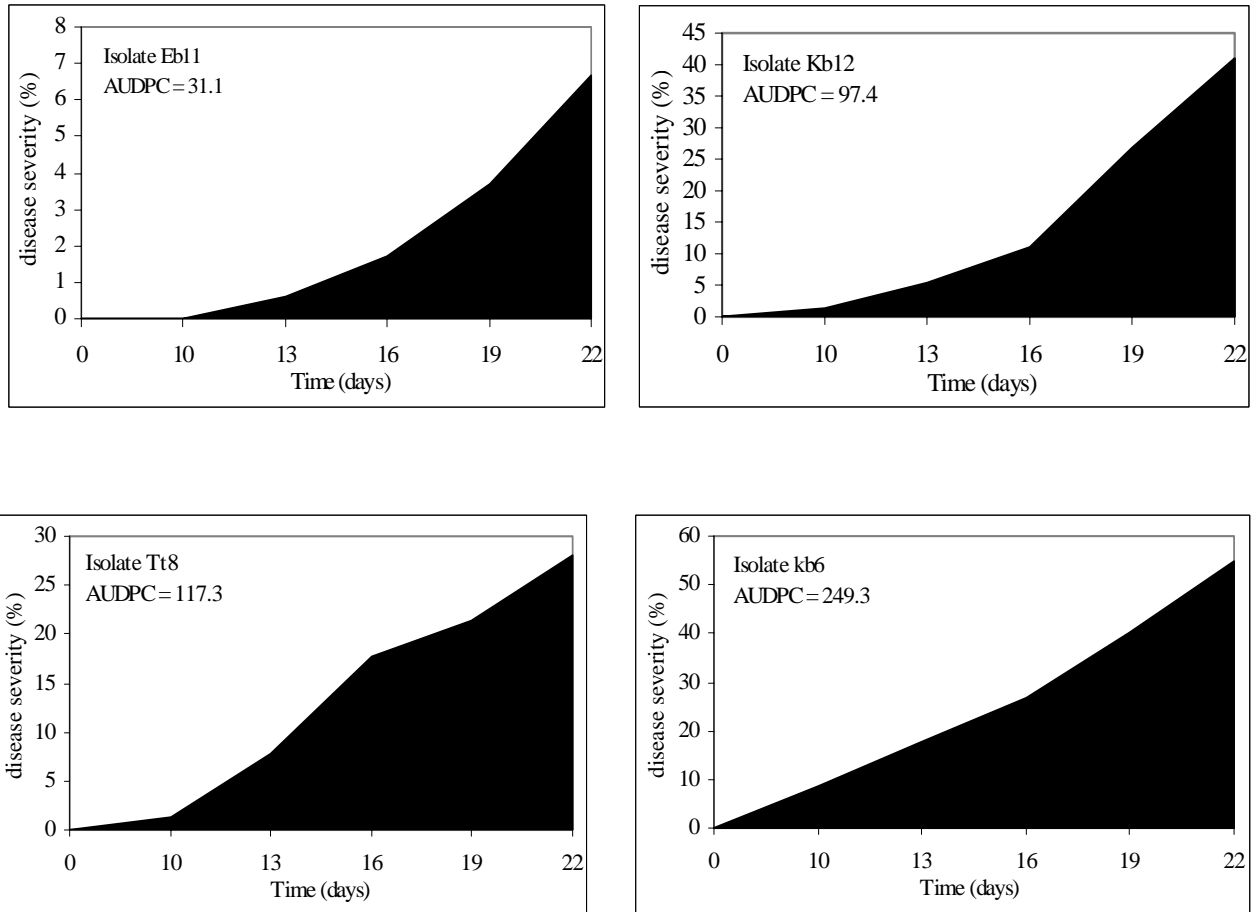 Isolate Eb11
AUDPC = 31.1
disease severity (%)
8
7
6
5
4
3
2
1
0
0 10 13 16 19 22
Time (days)
Isolate Kb12
AUDPC = 97.4
disease severity (%)
45
40
35
30
25
20
15
10
5
0
0 10 13 16 19 22
Time (days)
Isolate Tt8
AUDPC = 117.3
disease severity (%)
30
25
20
15
10
5
0
0 10 13 16 19 22
Time (days)
Isolate kb6
AUDPC = 249.3
disease severity (%)
60
50
40
30
20
10
0
0 10 13 16 19 22
Time (days)